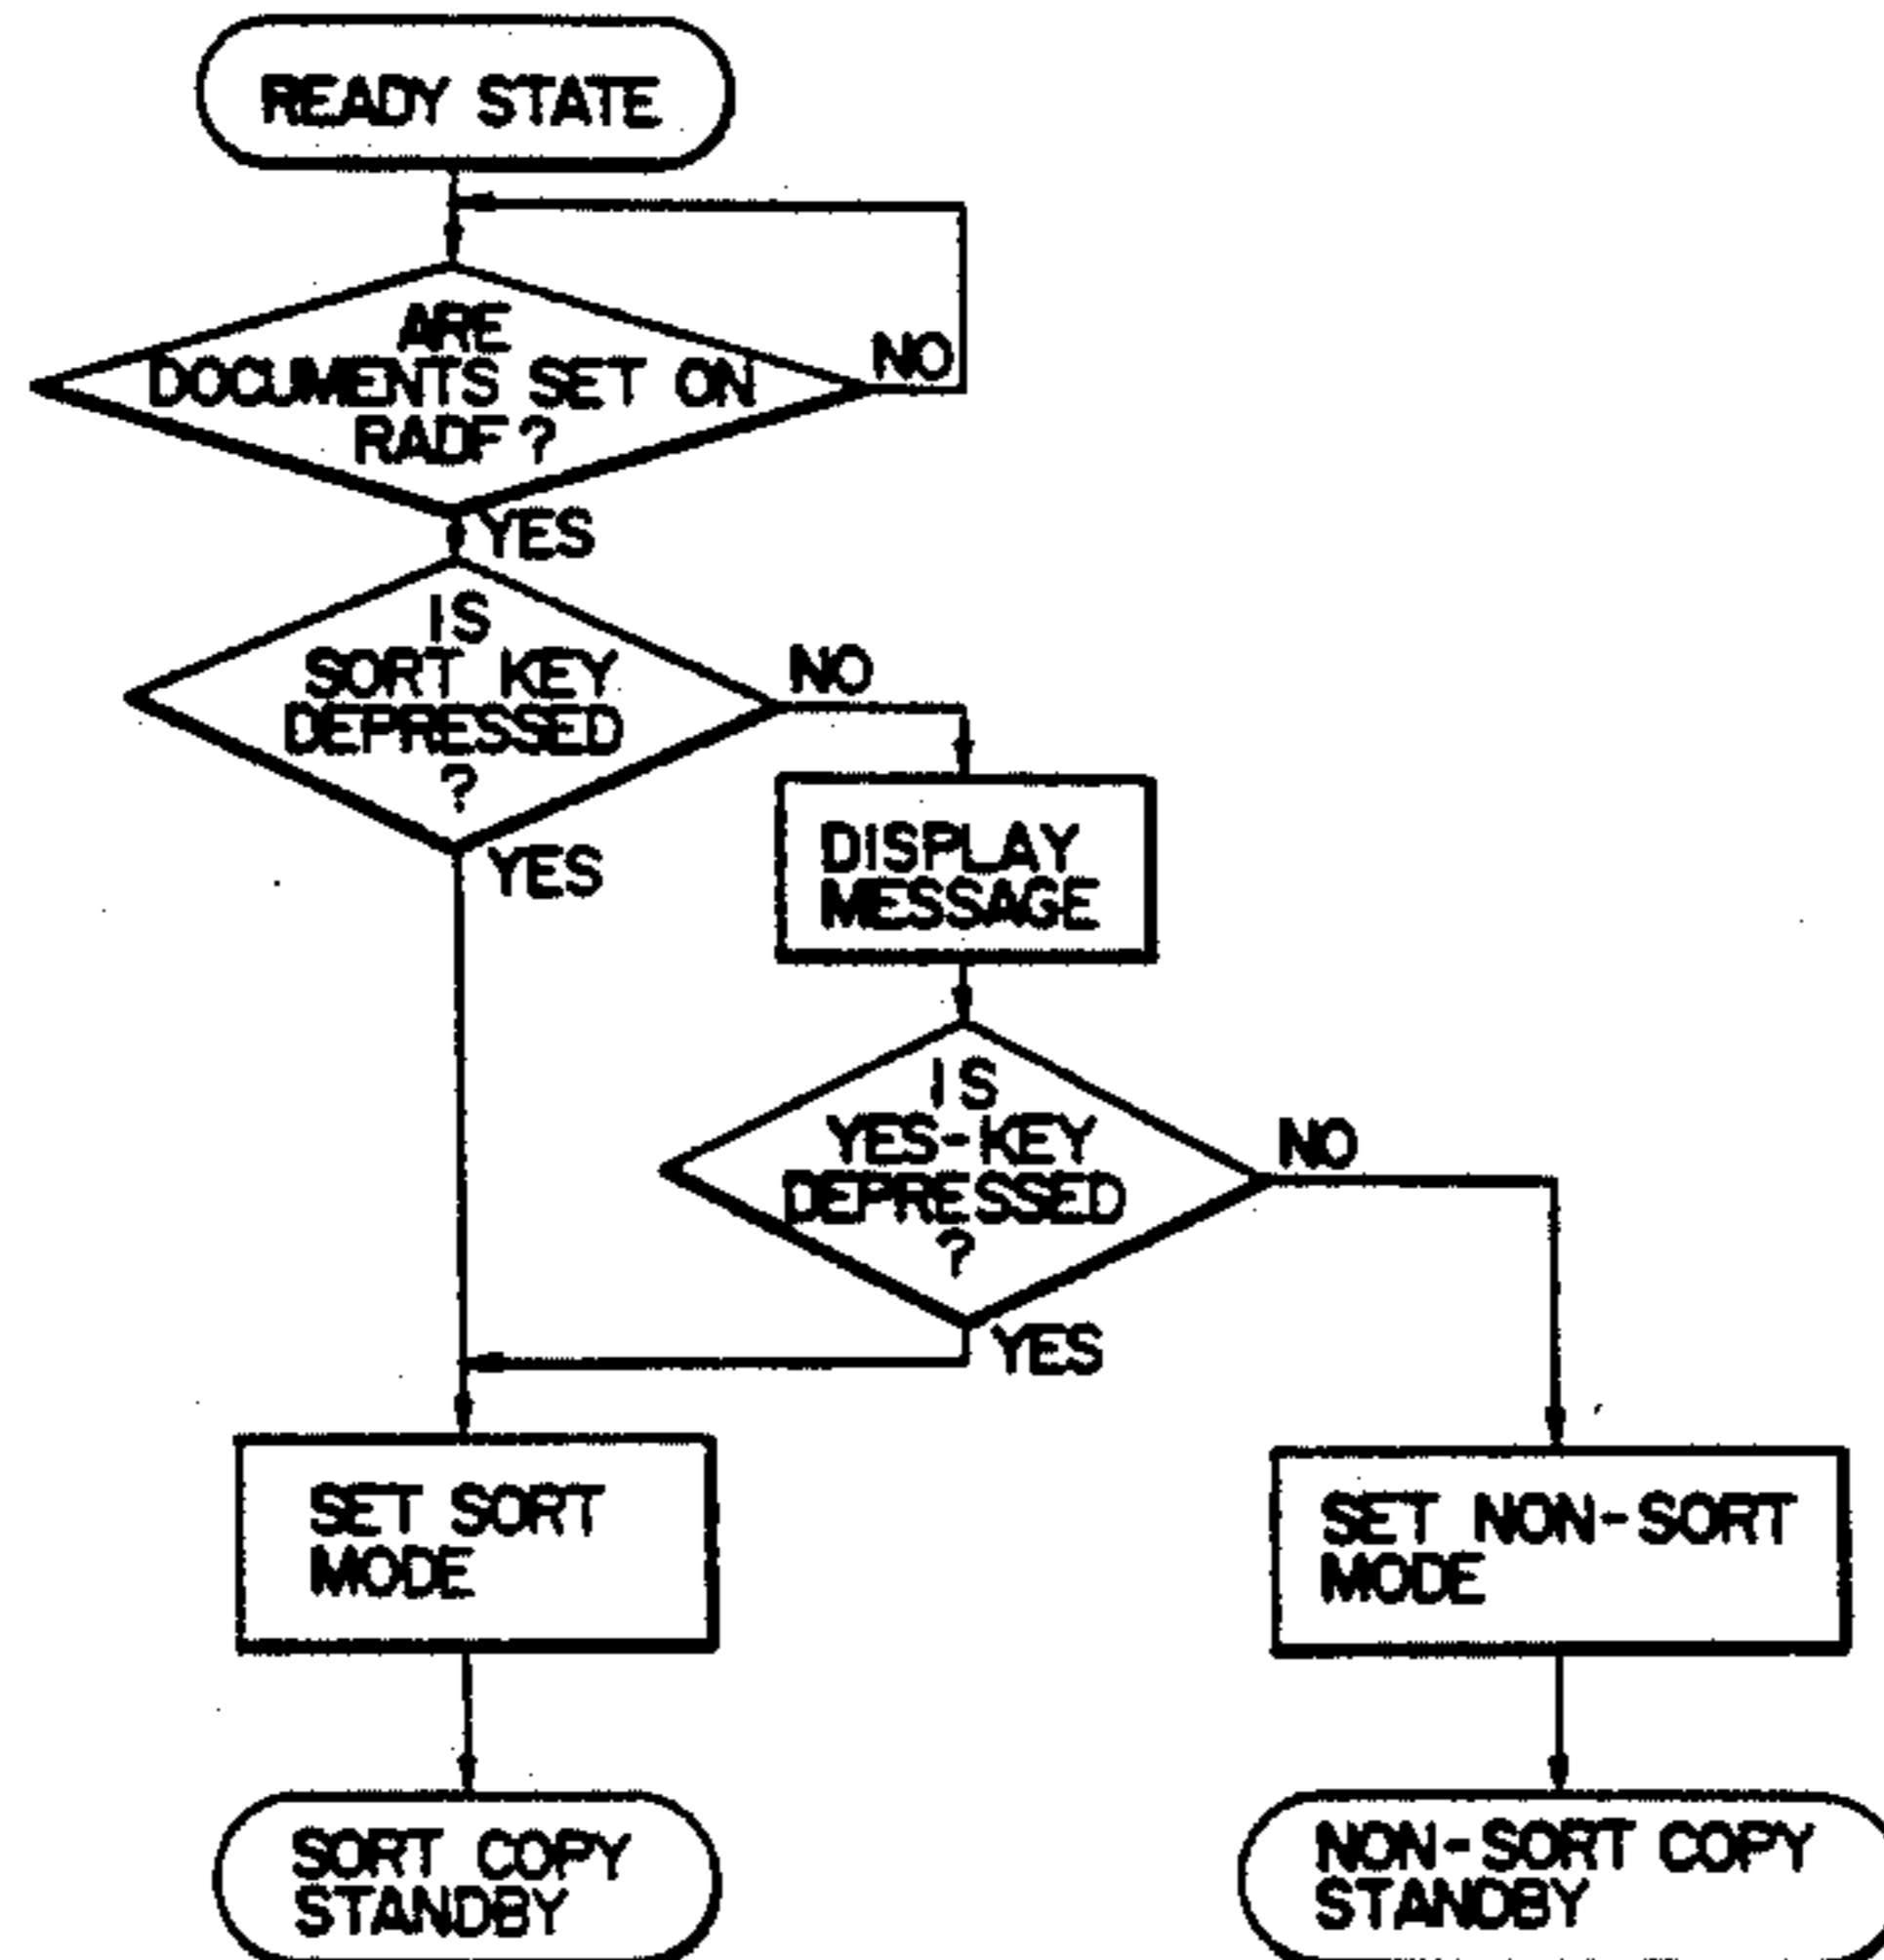 READY STATE
ARE
DOCUMENTS SET ON
RADF?
NO
YES
IS
SORT KEY
DEPRESSED
?
NO
YES
DISPLAY
MESSAGE
IS
YES-KEY
DEPRESSED
?
NO
YES
SET SORT
MODE
SET NON-SORT
MODE
SORT COPY
STANDBY
NON-SORT COPY
STANDBY